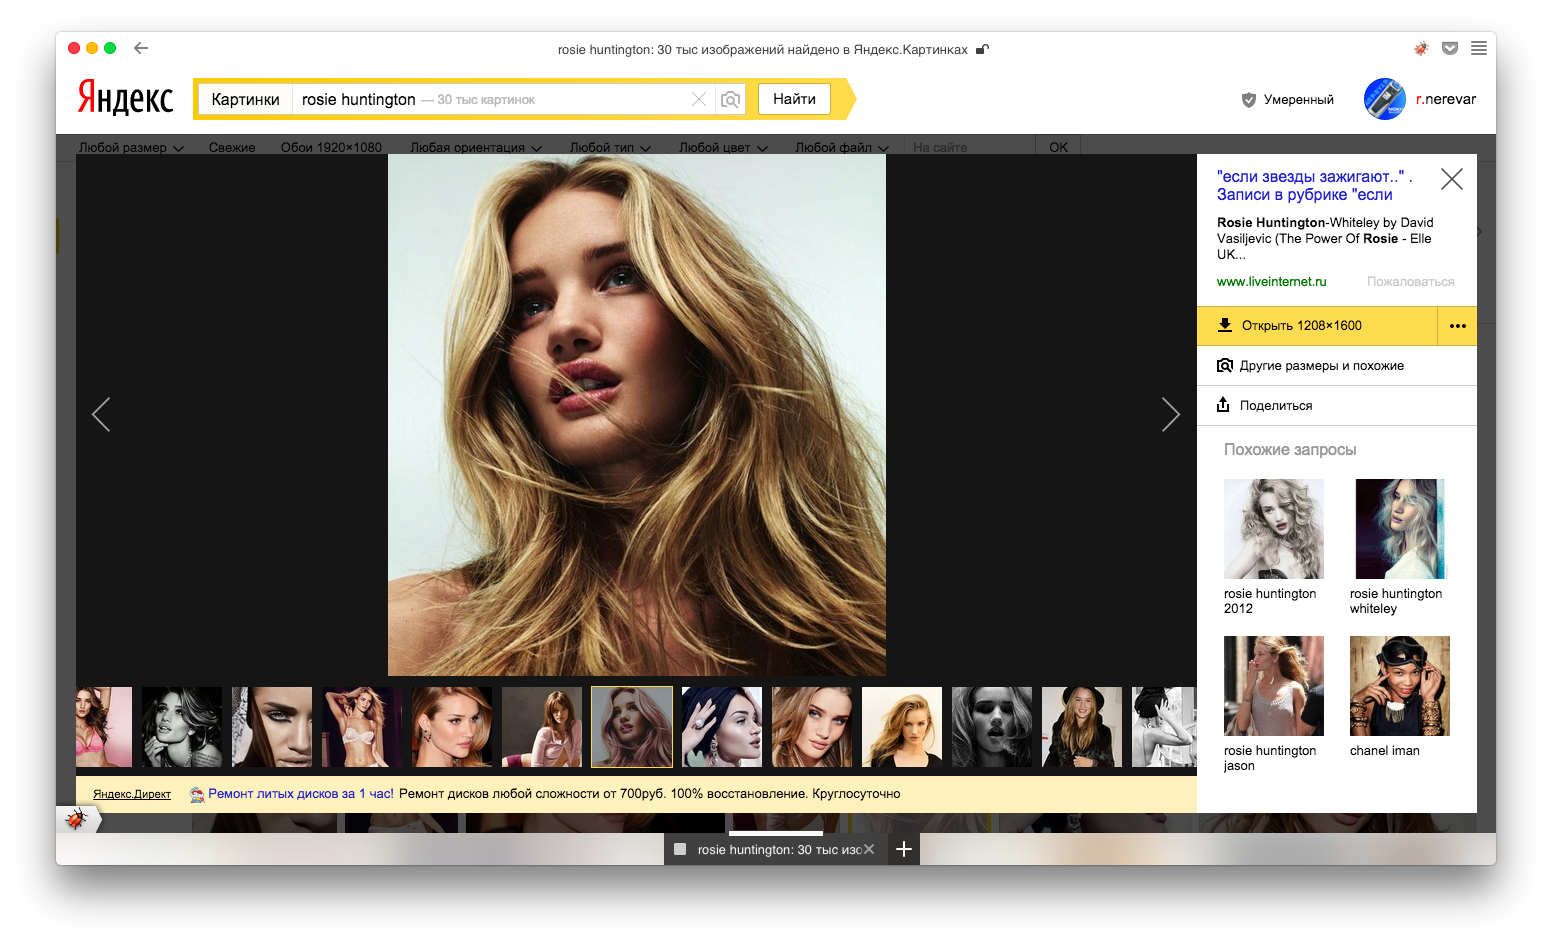 rosie huntington: 30 тыс изображений найдено в Яндекс.Картинках
Яндекс
Картинки
rosie huntington — 30 тыс картинок
Найти
Умеренный
r.nerevar
Любой размер
Свежие
Обои 1920×1080
Любая ориентация
Любой тип
Любой цвет
Любой файл
На сайте
OK
"если звезды зажигают.." .
Записи в рубрике "если
Rosie Huntington-Whiteley by David
Vasiljevic (The Power Of Rosie - Elle
UK...
www.liveinternet.ru
Пожаловаться
Открыть 1208×1600
Другие размеры и похожие
Поделиться
Похожие запросы
rosie huntington
2012
rosie huntington
whiteley
rosie huntington
jason
chanel iman
Яндекс.Директ
Ремонт литых дисков за 1 час! Ремонт дисков любой сложности от 700руб. 100% восстановление. Круглосуточно
rosie huntington: 30 тыс изо